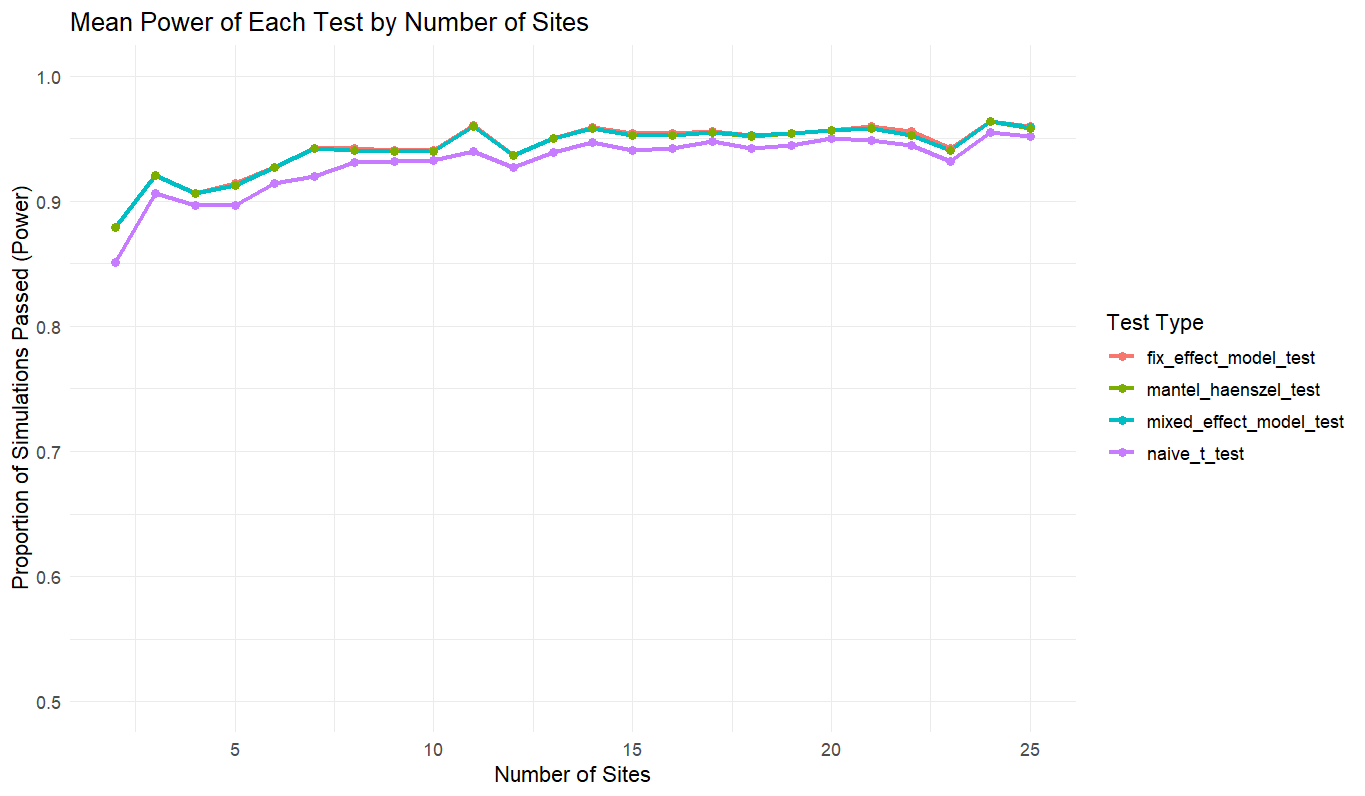 Mean Power of Each Test by Number of Sites
Proportion of Simulations Passed (Power)
1.0
0.9
0.8
0.7
0.6
0.5
5
10
15
20
25
Number of Sites
Test Type
fix_effect_model_test
mantel_haenszel_test
mixed_effect_model_test
naive_t_test